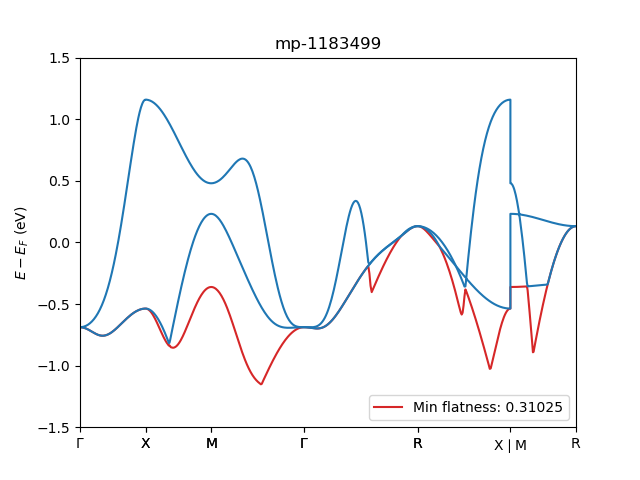 mp-1183499
E − E_F (eV)
1.5
1.0
0.5
0.0
−0.5
−1.0
−1.5
Min flatness: 0.31025
Γ X M Γ R X | M R